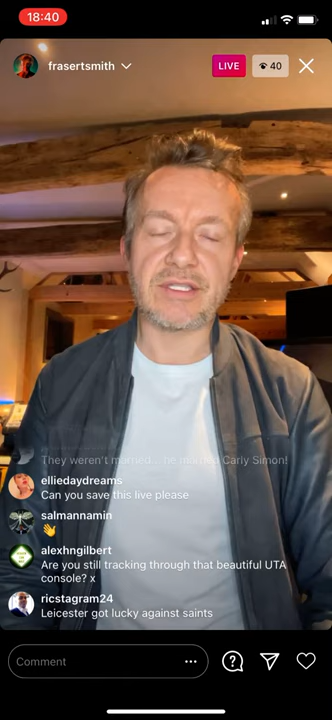 18:40
frasertsmith
LIVE
40
They weren't married... he married Carly Simon!
elliedaydreams
Can you save this live please
salmannamin
👋
alexhngilbert
Are you still tracking through that beautiful UTA
console? x
ricstagram24
Leicester got lucky against saints
Comment